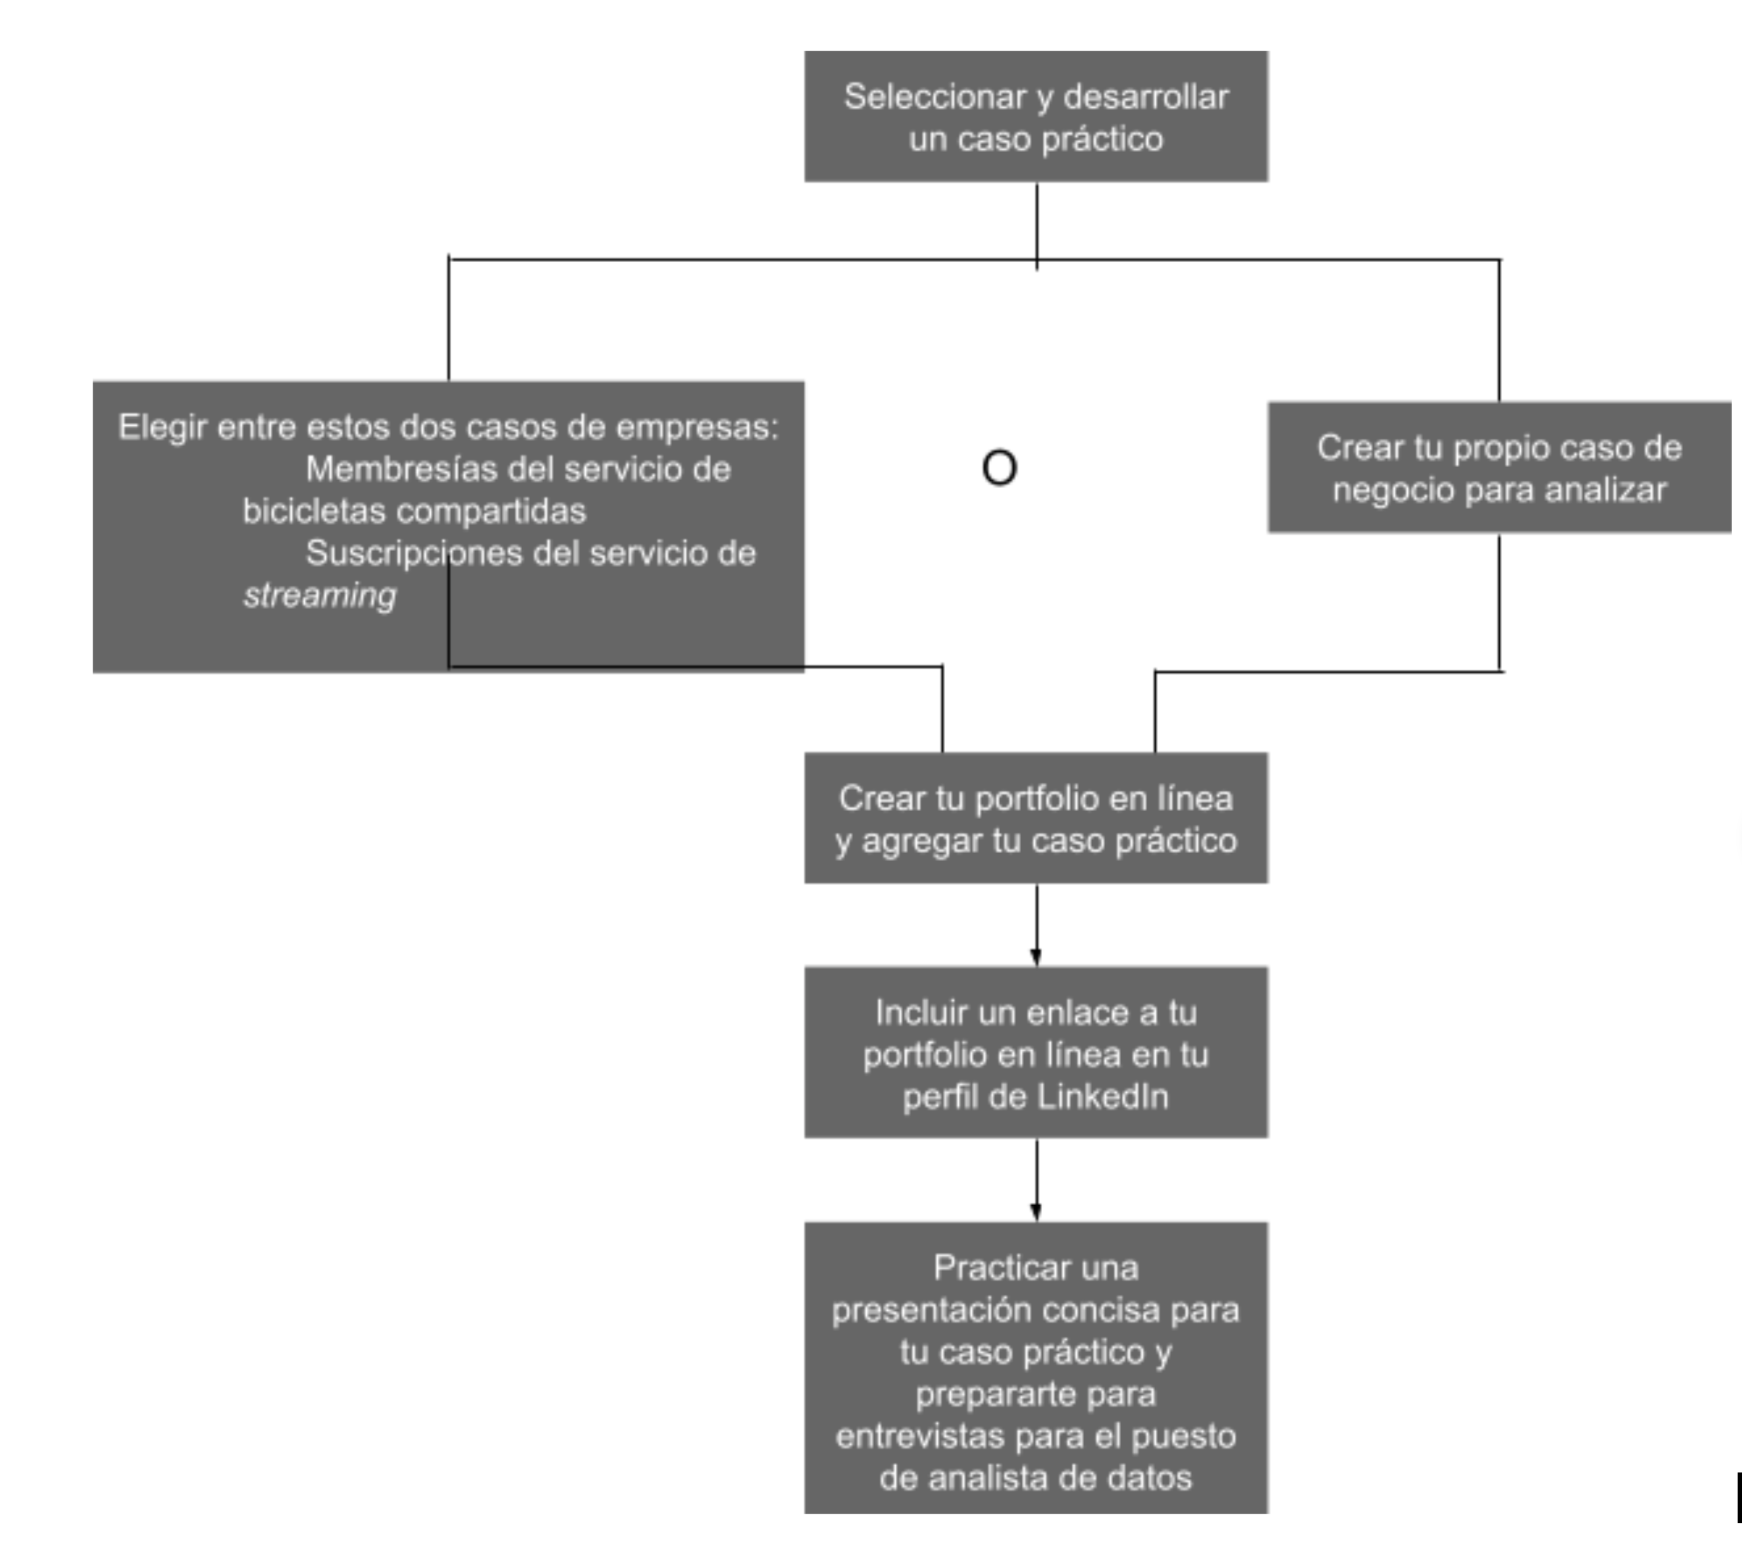 Seleccionar y desarrollar
un caso práctico
Elegir entre estos dos casos de empresas:
Membresías del servicio de
bicicletas compartidas
Suscripciones del servicio de
streaming
O
Crear tu propio caso de
negocio para analizar
Crear tu portfolio en línea
y agregar tu caso práctico
Incluir un enlace a tu
portfolio en línea en tu
perfil de LinkedIn
Practicar una
presentación concisa para
tu caso práctico y
prepararte para
entrevistas para el puesto
de analista de datos